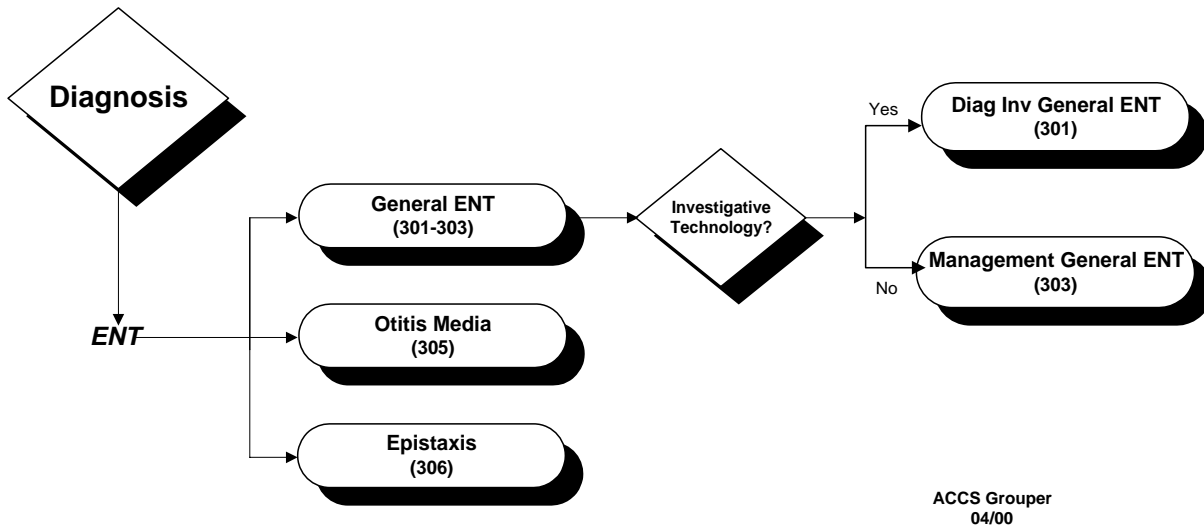 Diagnosis
ENT
General ENT
(301-303)
Otitis Media
(305)
Epistaxis
(306)
Investigative
Technology?
Yes
Diag Inv General ENT
(301)
Management General ENT
(303)
No
ACCS Grouper
04/00